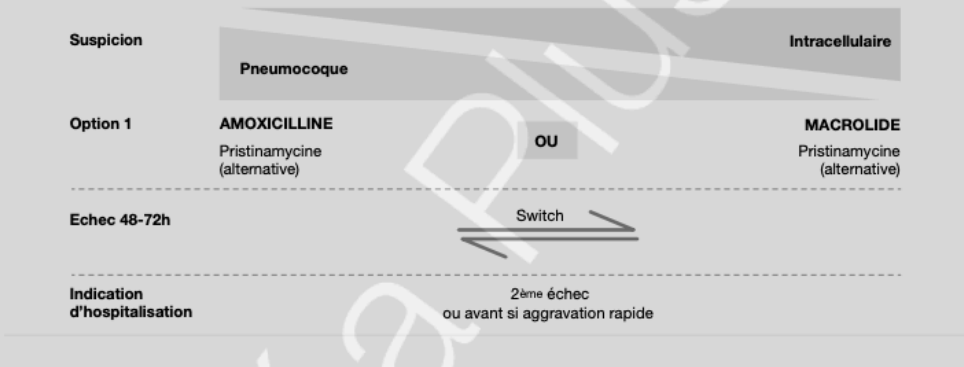 Suspicion
Intracellulaire
Pneumocoque
Option 1
AMOXICILLINE
OU
MACROLIDE
Pristinamycine
(alternative)
Pristinamycine
(alternative)
Echec 48-72h
Switch
Indication
d'hospitalisation
2ème échec
ou avant si aggravation rapide